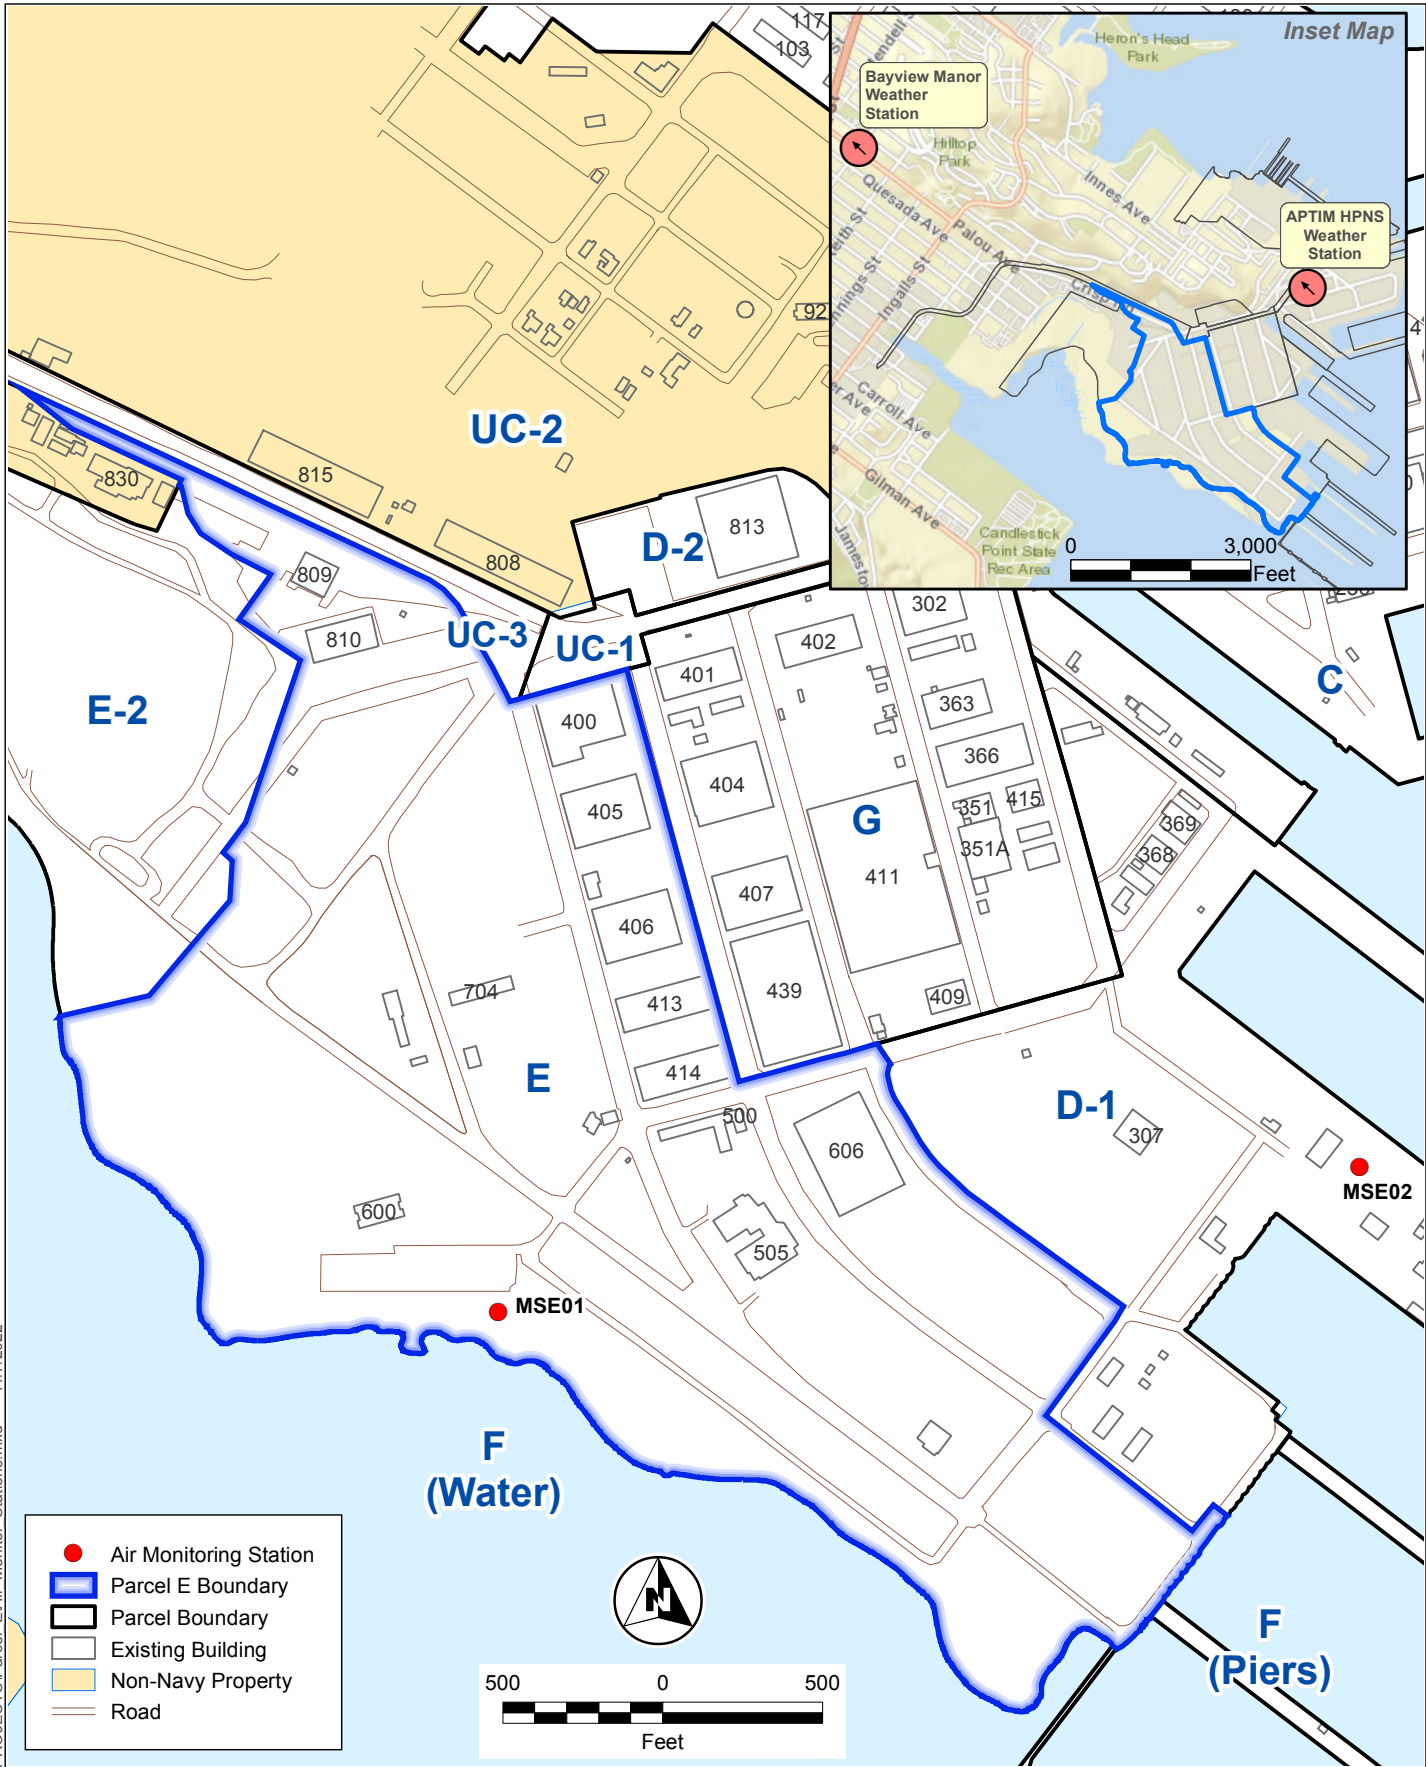 117
103
Inset Map
Heron's Head
Park
Bayview Manor
Weather
Station
Hilltop
Park
Innes Ave
Quesada Ave
Palou Ave
APTIM HPNS
Weather
Station
Ingalls St
Carroll Ave
Gilman Ave
Candlestick
Point State
Rec Area
0 3,000
Feet
92
UC-2
815
830
808
D-2
813
809
810
UC-3
UC-1
302
402
401
C
E-2
400
363
366
404
405
G
351
415
369
351A
368
411
407
406
439
409
704
413
E
414
D-1
500
307
606
MSE02
600
505
MSE01
F
(Water)
Air Monitoring Station
Parcel E Boundary
Parcel Boundary
Existing Building
Non-Navy Property
Road
N
500 0 500
Feet
F
(Piers)